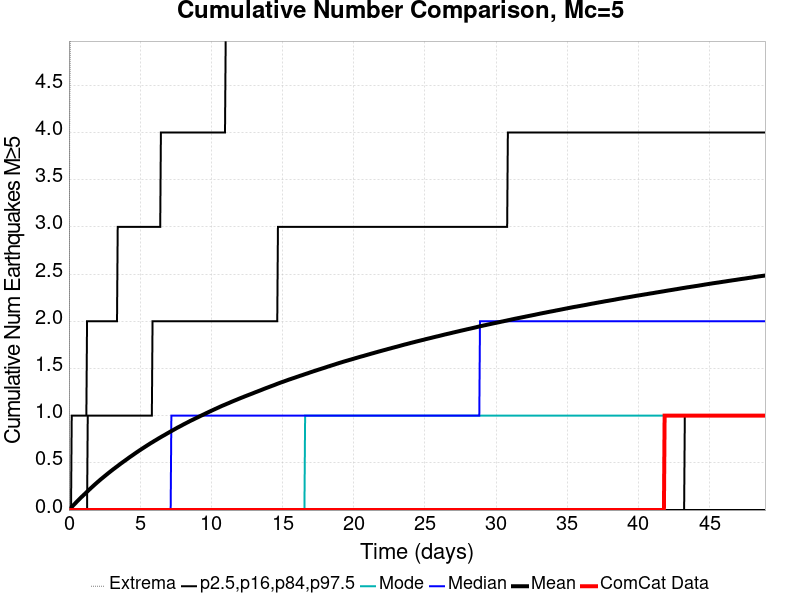 Cumulative Number Comparison, Mc=5
Cumulative Num Earthquakes M≥5
4.5
4.0
3.5
3.0
2.5
2.0
1.5
1.0
0.5
0.0
0 5 10 15 20 25 30 35 40 45
Time (days)
Extrema p2.5,p16,p84,p97.5 Mode Median Mean ComCat Data